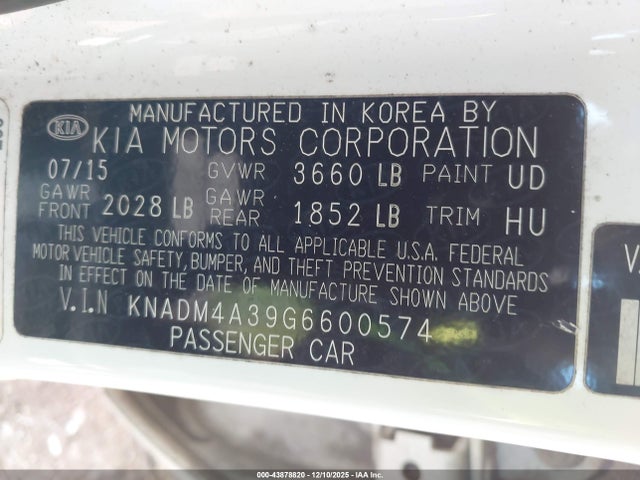 MANUFACTURED IN KOREA BY
KIA KIA MOTORS CORPORATION
07/15 GVWR 3660 LB PAINT UD
GAWR FRONT 2028 LB GAWR REAR 1852 LB TRIM HU
THIS VEHICLE CONFORMS TO ALL APPLICABLE U.S.A. FEDERAL
MOTOR VEHICLE SAFETY, BUMPER, AND THEFT PREVENTION STANDARDS
IN EFFECT ON THE DATE OF MANUFACTURE SHOWN ABOVE
V.I.N KNADM4A39G6600574
PASSENGER CAR
V
000-43878820 | 12/10/2025 - IAA Inc.